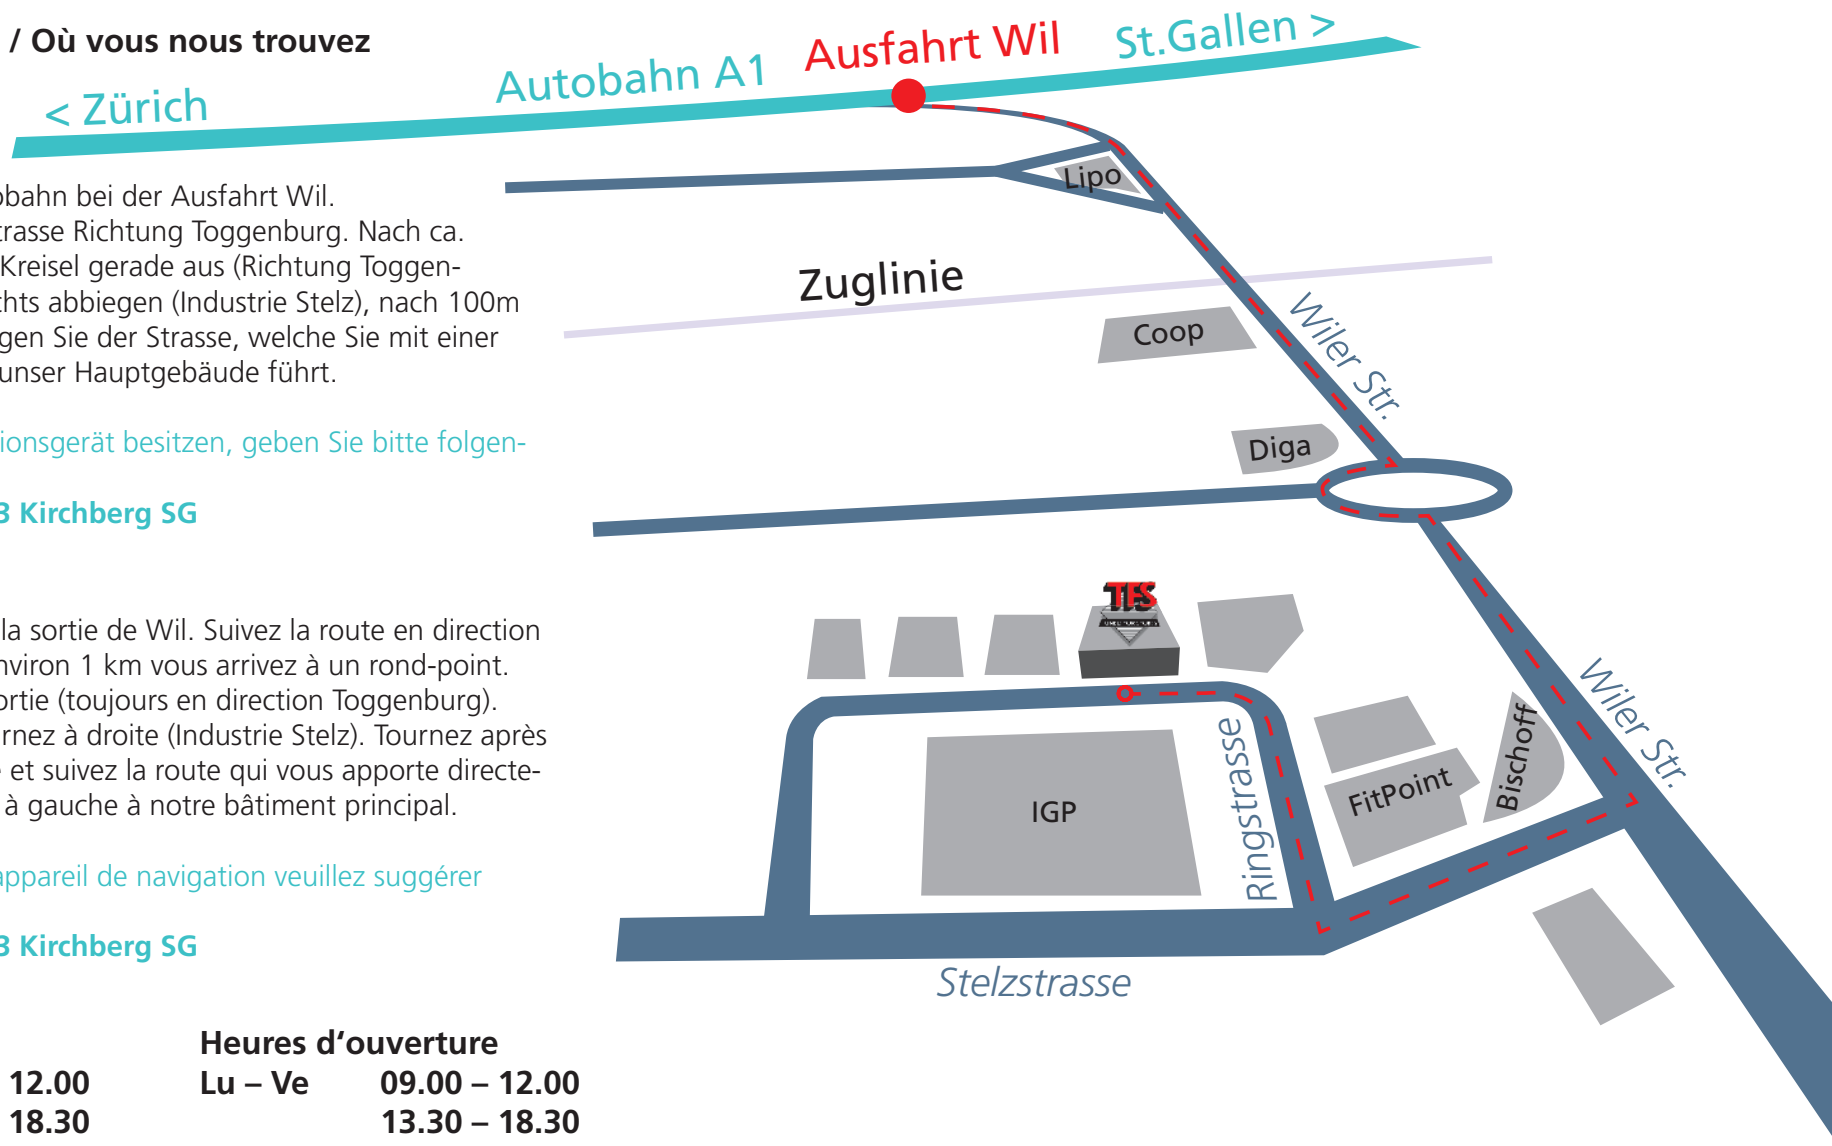 / Où vous nous trouvez
< Zürich
Autobahn A1
Ausfahrt Wil
St.Gallen >
obahn bei der Ausfahrt Wil.
trasse Richtung Toggenburg. Nach ca.
Kreisel gerade aus (Richtung Toggen-
chts abbiegen (Industrie Stelz), nach 100m
gen Sie der Strasse, welche Sie mit einer
unser Hauptgebäude führt.
tionsgerät besitzen, geben Sie bitte folgen-
3 Kirchberg SG
la sortie de Wil. Suivez la route en direction
nviron 1 km vous arrivez à un rond-point.
ortie (toujours en direction Toggenburg).
urnez à droite (Industrie Stelz). Tournez après
e et suivez la route qui vous apporte directe-
à gauche à notre bâtiment principal.
appareil de navigation veuillez suggérer
3 Kirchberg SG
12.00
18.30
Heures d‘ouverture
Lu – Ve 09.00 – 12.00
13.30 – 18.30
Lipo
Zuglinie
Coop
Wiler Str.
Diga
TES
Wiler Str.
Bischoff
FitPoint
Ringstrasse
IGP
Stelzstrasse